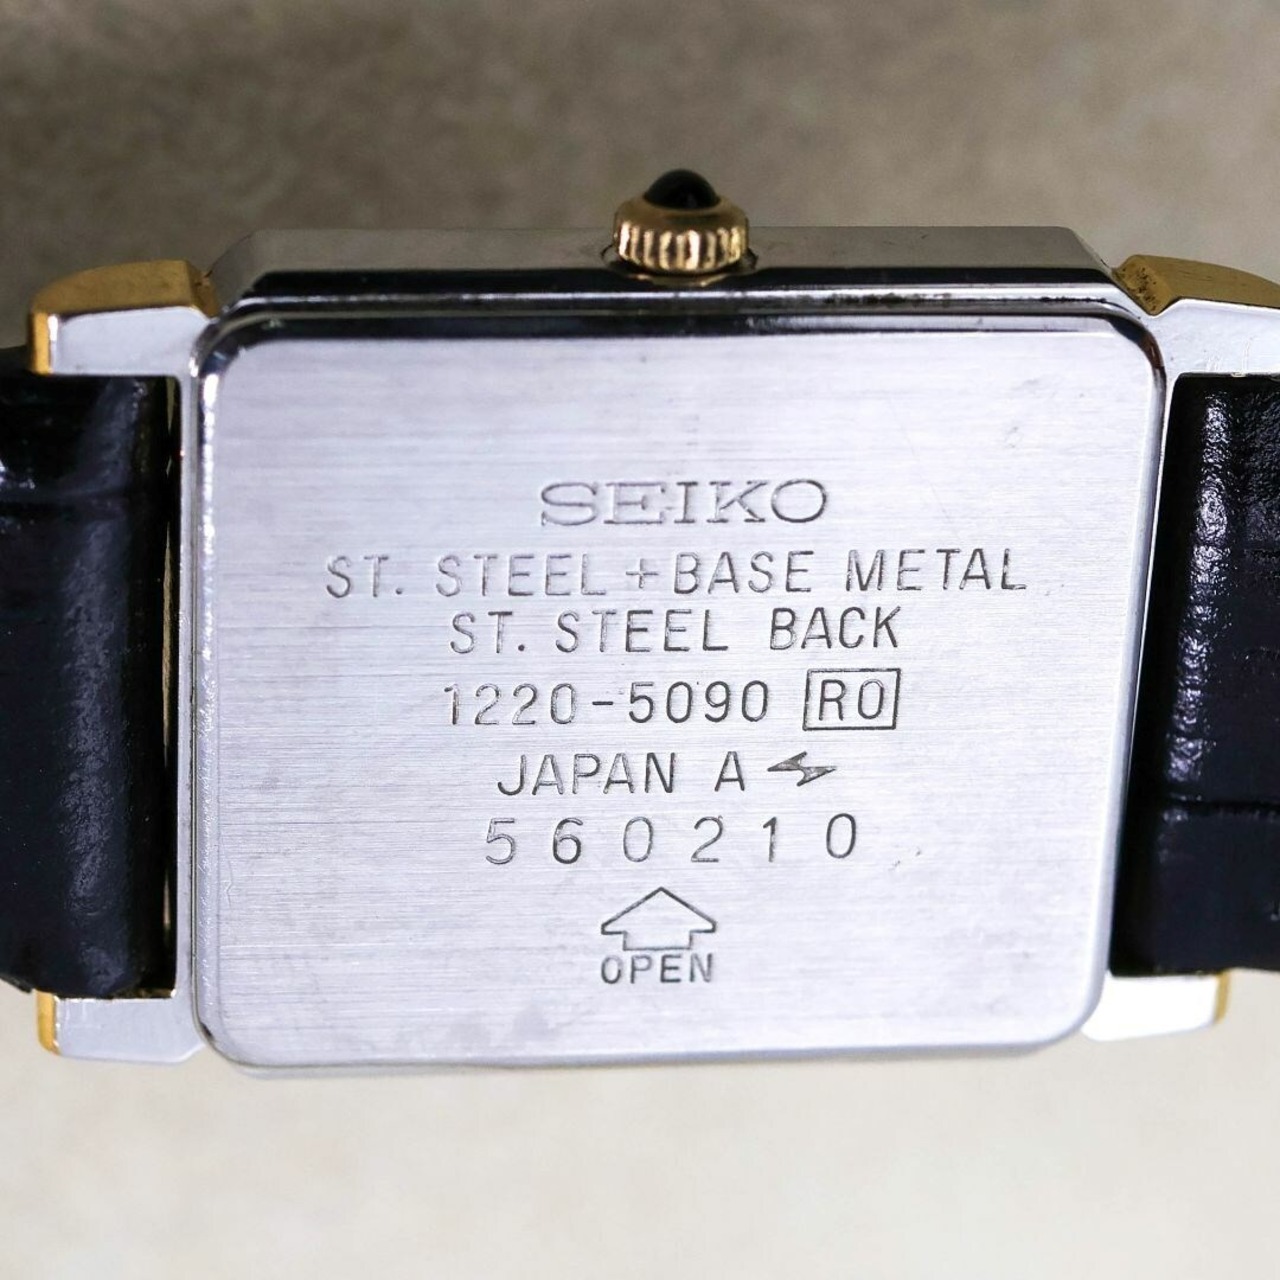 SEIKO
ST. STEEL + BASE METAL
ST. STEEL BACK
1220-5090 RO
JAPAN A
560210
OPEN